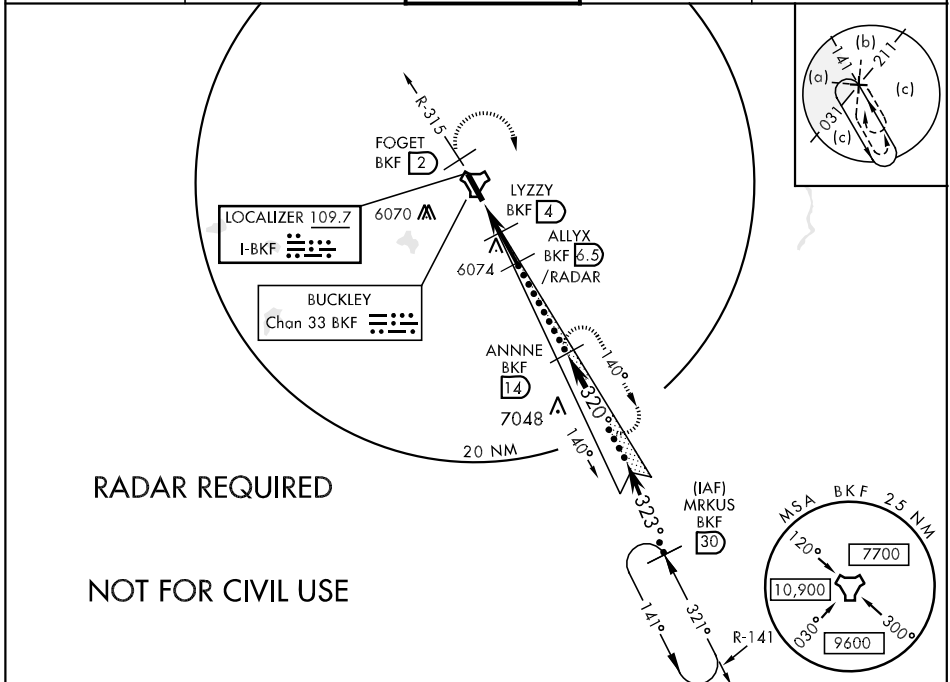 R-315
FOGET
BKF 2
LOCALIZER 109.7
I-BKF
6070
LYZZY
BKF 4
ALLYX
BKF 6.5
/RADAR
6074
BUCKLEY
Chan 33 BKF
ANNNE
BKF
14
7048
140°
320°
140°
20 NM
323°
(IAF)
MRKUS
BKF
30
141°
321°
R-141
RADAR REQUIRED
NOT FOR CIVIL USE
(a)
141
(b)
211
(c)
031
(c)
MSA BKF 25 NM
120°
7700
10,900
030°
9600
300°